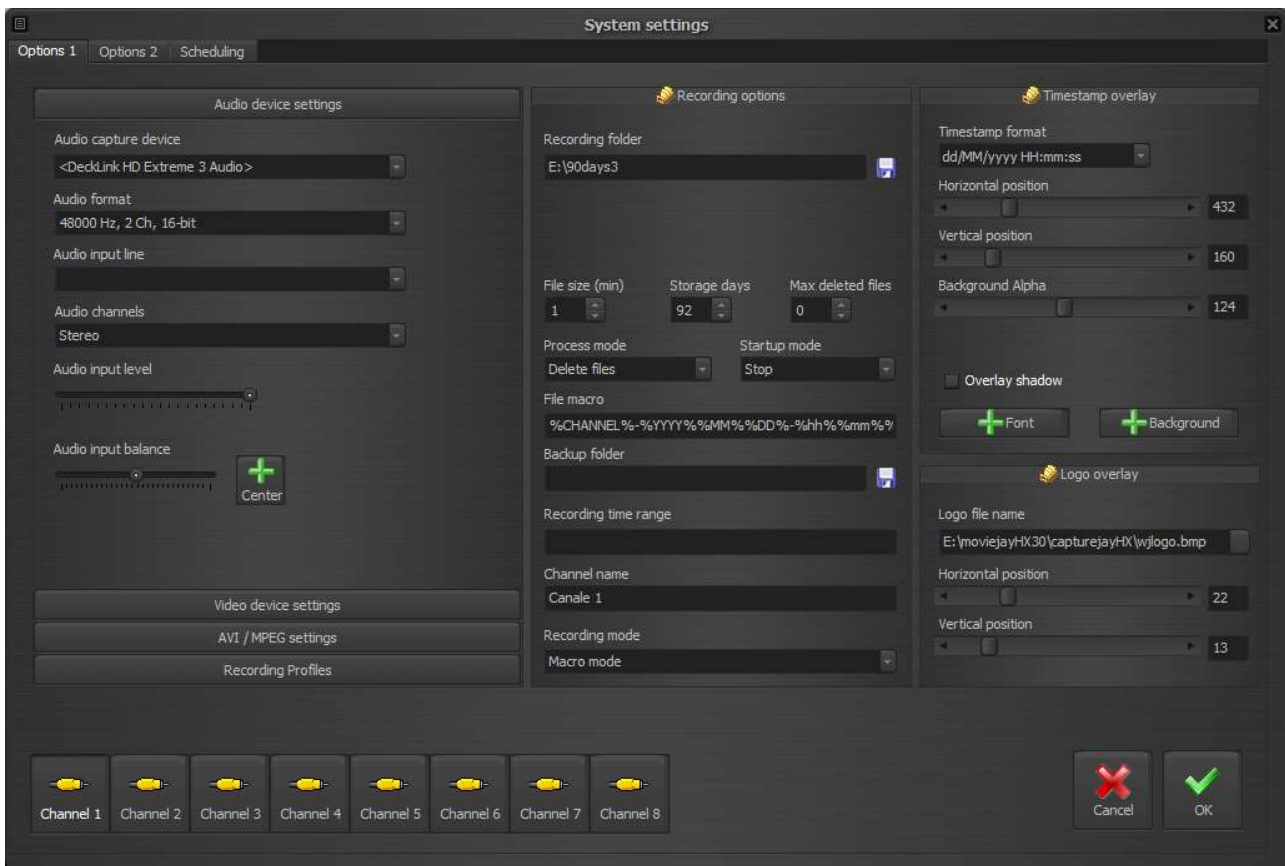 System settings
Options 1
Options 2
Scheduling
Audio device settings
Audio capture device
<DeckLink HD Extreme 3 Audio>
Audio format
48000 Hz, 2 Ch, 16-bit
Audio input line
Audio channels
Stereo
Audio input level
Audio input balance
Center
Video device settings
AVI / MPEG settings
Recording Profiles
Recording options
Recording folder
E:\90days3
File size (min) Storage days Max deleted files
1 92 0
Process mode Startup mode
Delete files Stop
File macro
%CHANNEL%-%YYYY%%MM%%DD%-%hh%%mm%%
Backup folder
Recording time range
Channel name
Canale 1
Recording mode
Macro mode
Timestamp overlay
Timestamp format
dd/MM/yyyy HH:mm:ss
Horizontal position
432
Vertical position
160
Background Alpha
124
Overlay shadow
Font
Background
Logo overlay
Logo file name
E:\moviejayHX30\capturejayHX\wjlogo.bmp
Horizontal position
22
Vertical position
13
Channel 1
Channel 2
Channel 3
Channel 4
Channel 5
Channel 6
Channel 7
Channel 8
Cancel
OK